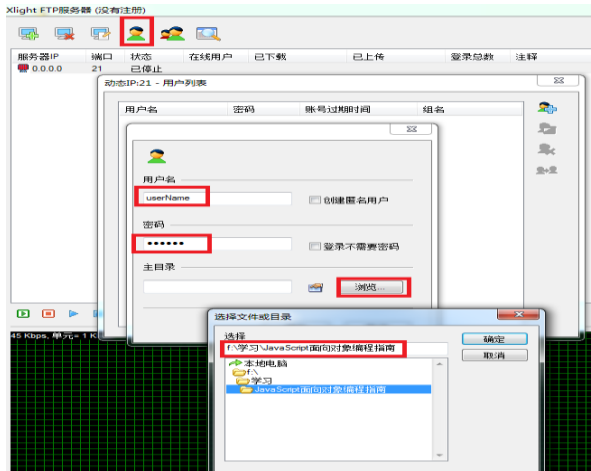 Xlight FTP服务器 (没有注册)
服务器IP 端口 状态 在线用户 已下载 已上传 登录总数 注释
0.0.0.0 21 已停止
动态IP:21 - 用户列表
用户名 密码 账号过期时间 组名
用户名
userName
创建匿名用户
密码
••••••
登录不需要密码
主目录
浏览...
选择文件或目录
45 Kbps, 单元= 1 K
选择
f:\学习\JavaScript面向对象编程指南
确定
取消
本地电脑
f:\
学习
JavaScript面向对象编程指南